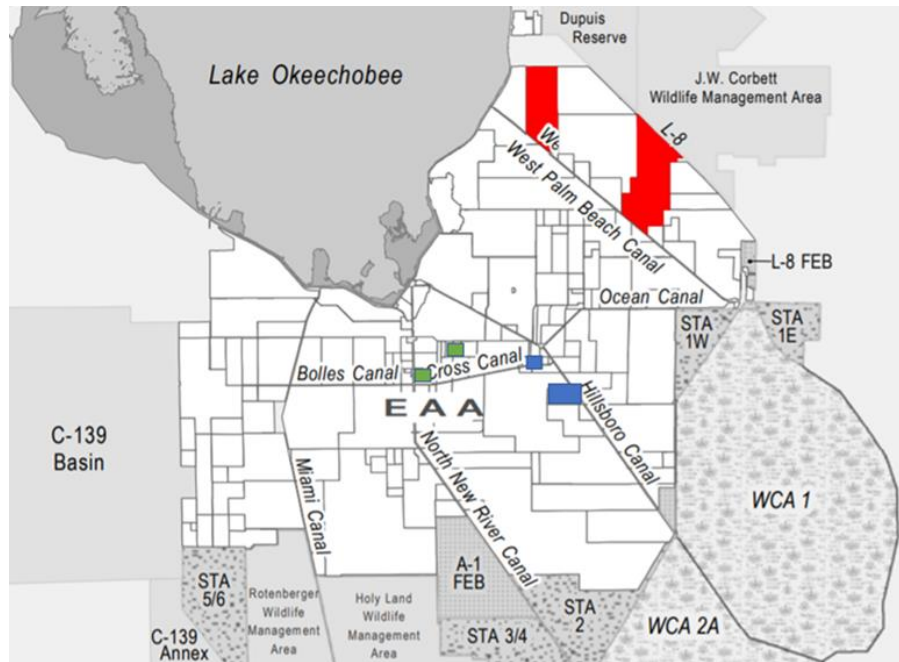 Dupuis
Reserve
Lake Okeechobee
J.W. Corbett
Wildlife Management Area
W6
L-8
West Palm Beach Canal
L-8 FEB
Ocean Canal
STA
1W
STA
1E
Bolles Canal
Cross Canal
EAA
Hillsboro Canal
C-139
Basin
Miami Canal
North New River Canal
WCA 1
A-1
FEB
STA
5/6
Rotenberger
Wildlife
Management
Area
Holy Land
Wildlife
Management
Area
STA
2
C-139
Annex
STA 3/4
WCA 2A